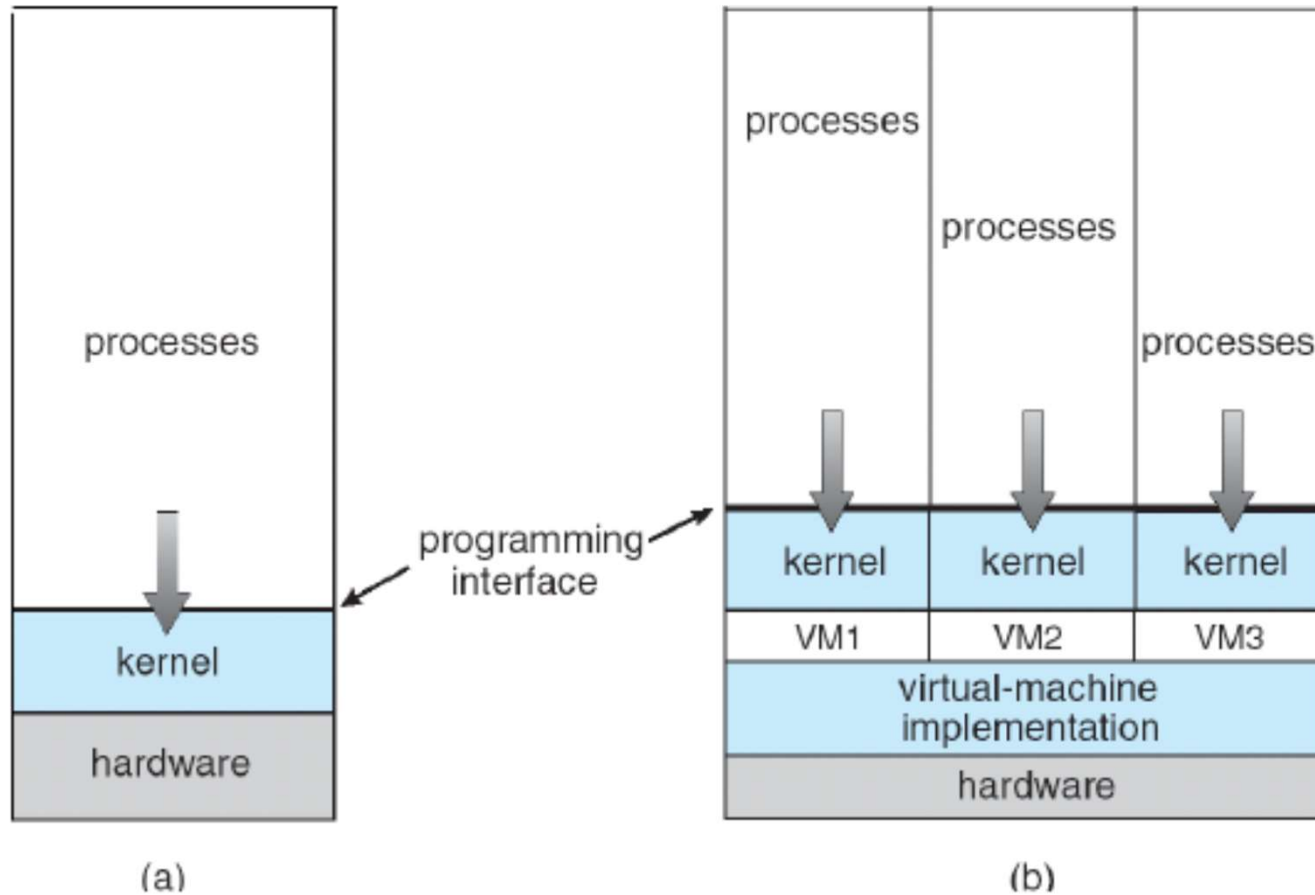 processes
kernel
hardware
(a)
programming
interface
processes
processes
processes
kernel
kernel
kernel
VM1
VM2
VM3
virtual-machine
implementation
hardware
(b)